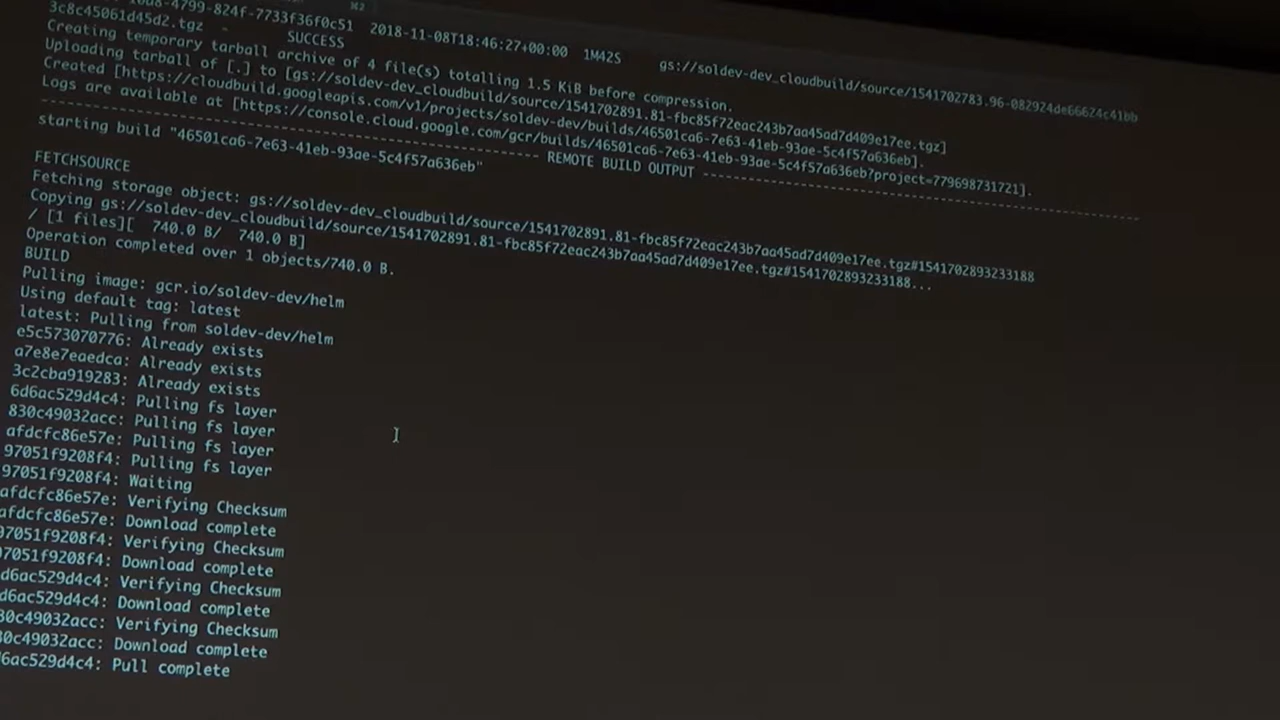 4799-824f-7733f36f0c51  2018-11-08T18:46:27+00:00  1M42S  gs://soldev-dev_cloudbuild/source/1541702783.96-082924de66624c41bb
3c8c45061d45d2.tgz  -  SUCCESS
Creating temporary tarball archive of 4 file(s) totalling 1.5 KiB before compression.
Uploading tarball of [.] to [gs://soldev-dev_cloudbuild/source/1541702891.81-fbc85f72eac243b7aa45ad7d409e17ee.tgz]
Created [https://cloudbuild.googleapis.com/v1/projects/soldev-dev/builds/46501ca6-7e63-41eb-93ae-5c4f57a636eb].
Logs are available at [https://console.cloud.google.com/gcr/builds/46501ca6-7e63-41eb-93ae-5c4f57a636eb?project=779698731721].
------------------------------------------------------------------ REMOTE BUILD OUTPUT ------------------------------------------------------------------
starting build "46501ca6-7e63-41eb-93ae-5c4f57a636eb"
FETCHSOURCE
Fetching storage object: gs://soldev-dev_cloudbuild/source/1541702891.81-fbc85f72eac243b7aa45ad7d409e17ee.tgz#1541702893233188
Copying gs://soldev-dev_cloudbuild/source/1541702891.81-fbc85f72eac243b7aa45ad7d409e17ee.tgz#1541702893233188...
/ [1 files][  740.0 B/  740.0 B]
Operation completed over 1 objects/740.0 B.
BUILD
Pulling image: gcr.io/soldev-dev/helm
Using default tag: latest
latest: Pulling from soldev-dev/helm
e5c573070776: Already exists
a7e8e7eaedca: Already exists
3c2cba919283: Already exists
6d6ac529d4c4: Pulling fs layer
830c49032acc: Pulling fs layer
afdcfc86e57e: Pulling fs layer
97051f9208f4: Pulling fs layer
97051f9208f4: Waiting
afdcfc86e57e: Verifying Checksum
afdcfc86e57e: Download complete
97051f9208f4: Verifying Checksum
97051f9208f4: Download complete
d6ac529d4c4: Verifying Checksum
d6ac529d4c4: Download complete
30c49032acc: Verifying Checksum
30c49032acc: Download complete
6ac529d4c4: Pull complete